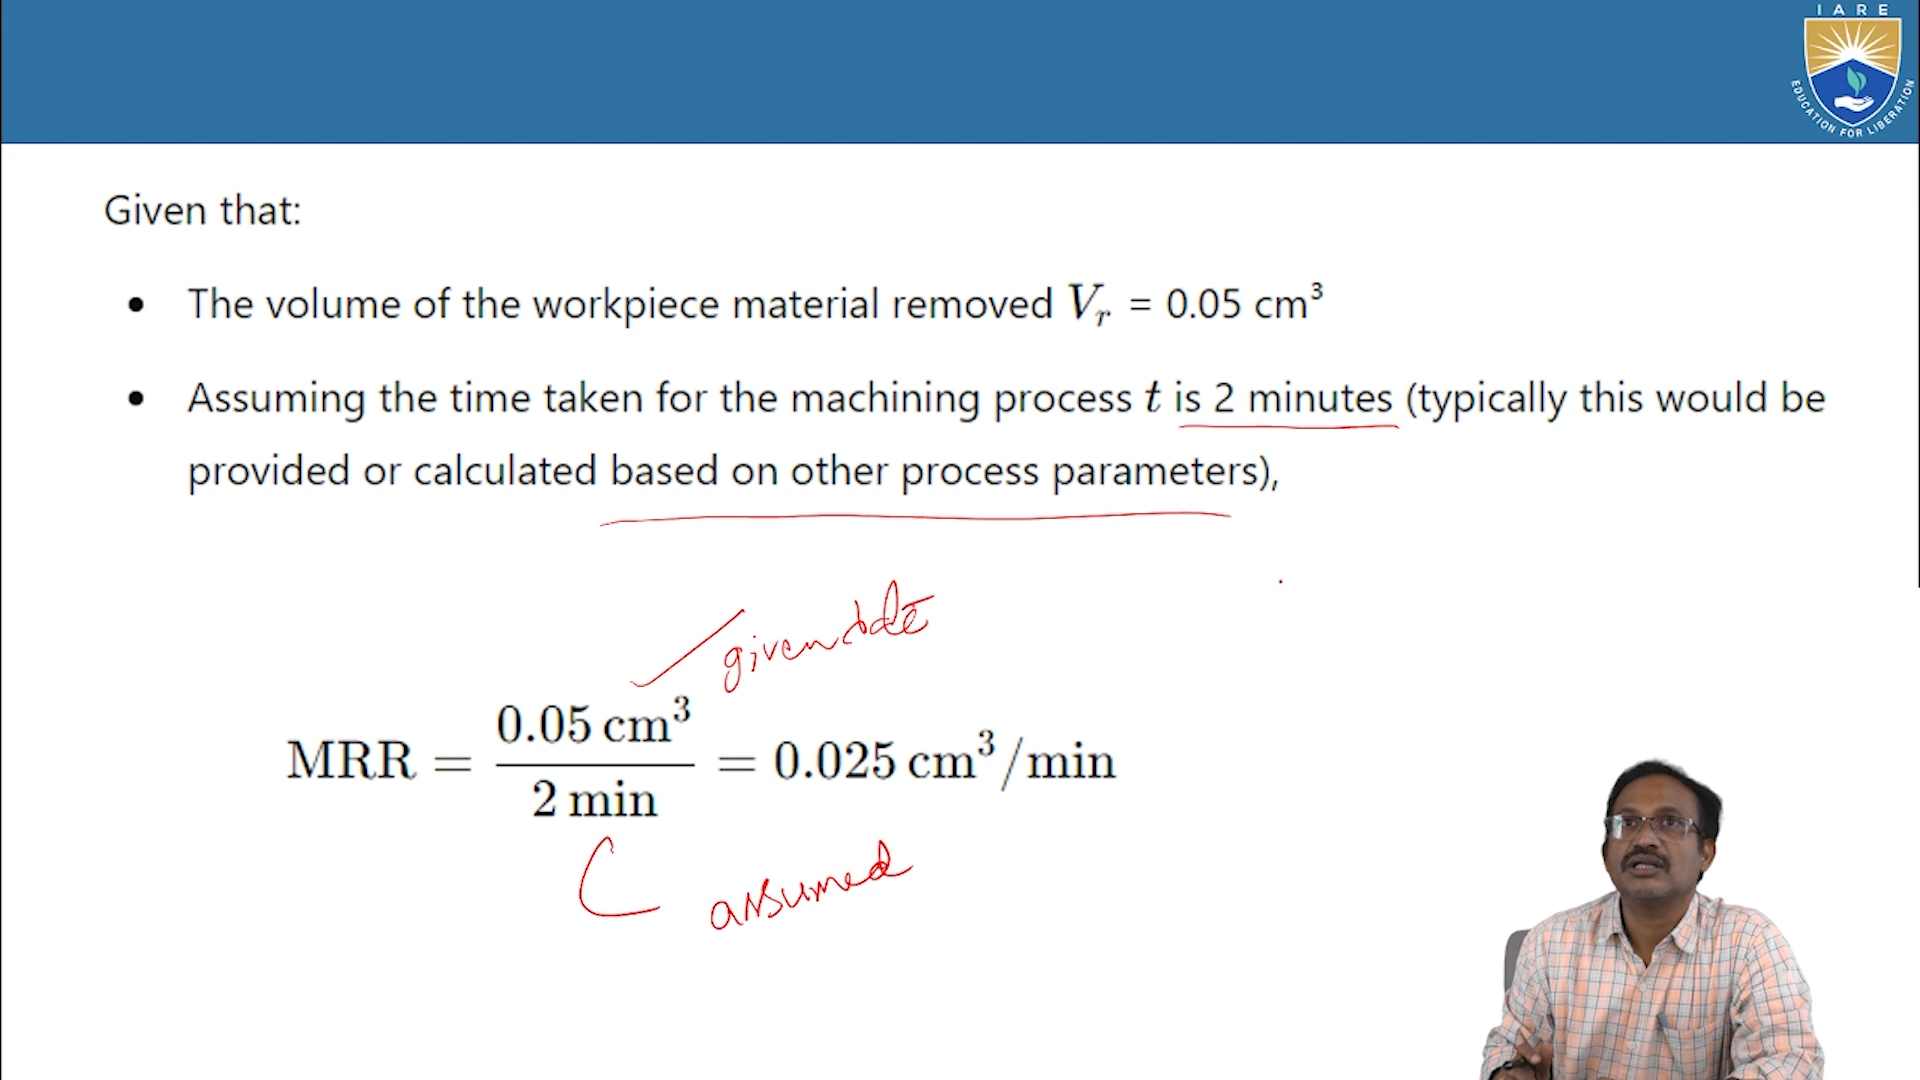 IARE
EDUCATION FOR LIBERATION
Given that:
• The volume of the workpiece material removed Vᵣ = 0.05 cm³
• Assuming the time taken for the machining process t is 2 minutes (typically this would be
provided or calculated based on other process parameters),
given
MRR = 0.05 cm³ / 2 min = 0.025 cm³/min
assumed